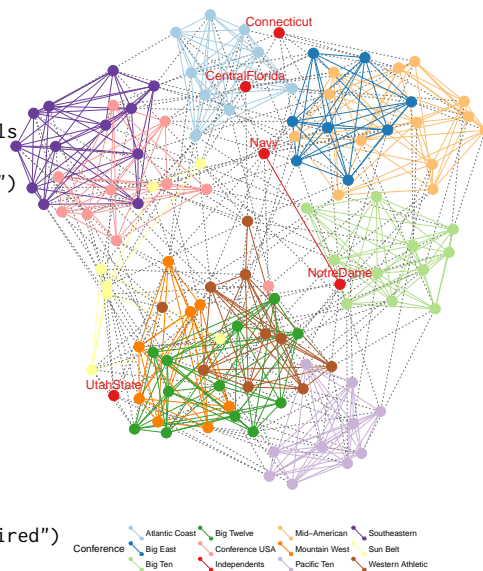 Connecticut
CentralFlorida
ls
Navy
")
NotreDame
UtahState
ired")
Conference
Atlantic Coast
Big East
Big Ten
Big Twelve
Conference USA
Independents
Mid−American
Mountain West
Pacific Ten
Southeastern
Sun Belt
Western Athletic